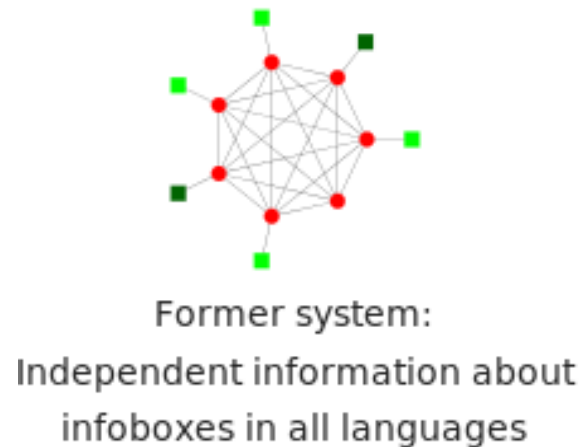 Former system:
Independent information about
infoboxes in all languages